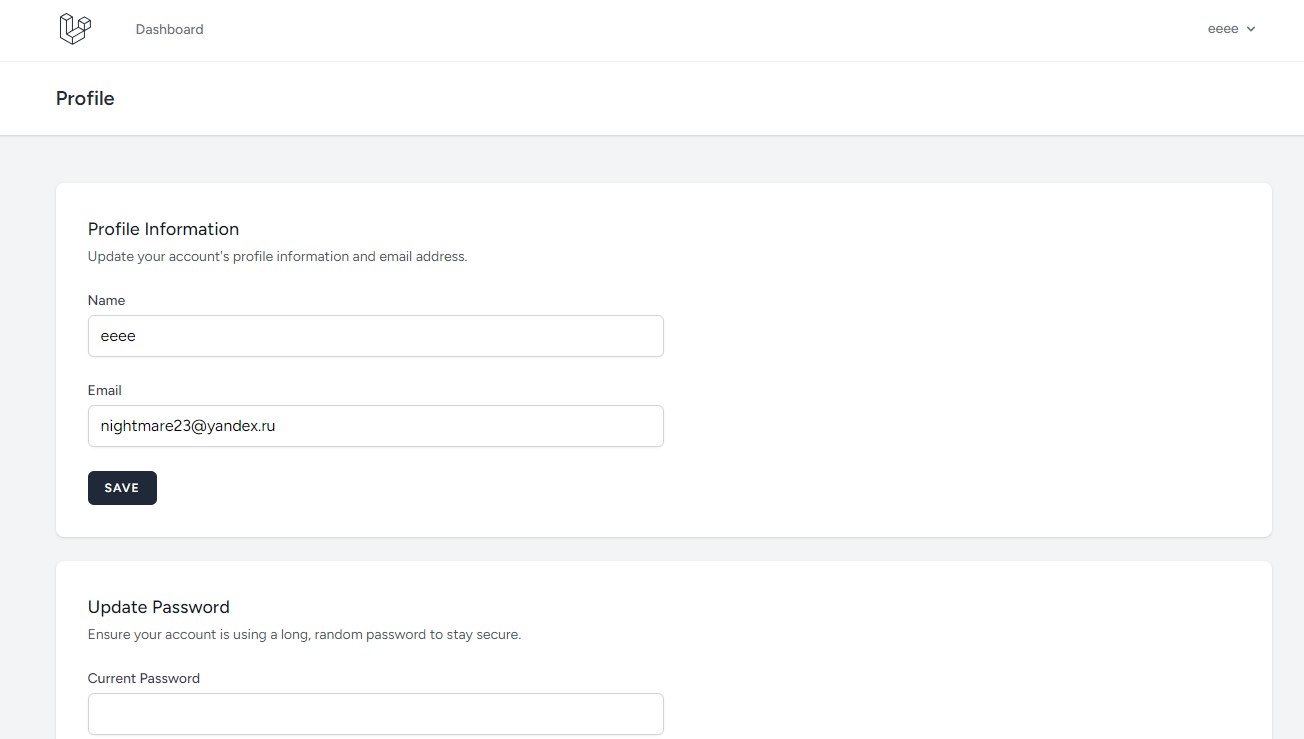 Dashboard
eeee
Profile
Profile Information
Update your account's profile information and email address.
Name
eeee
Email
nightmare23@yandex.ru
SAVE
Update Password
Ensure your account is using a long, random password to stay secure.
Current Password